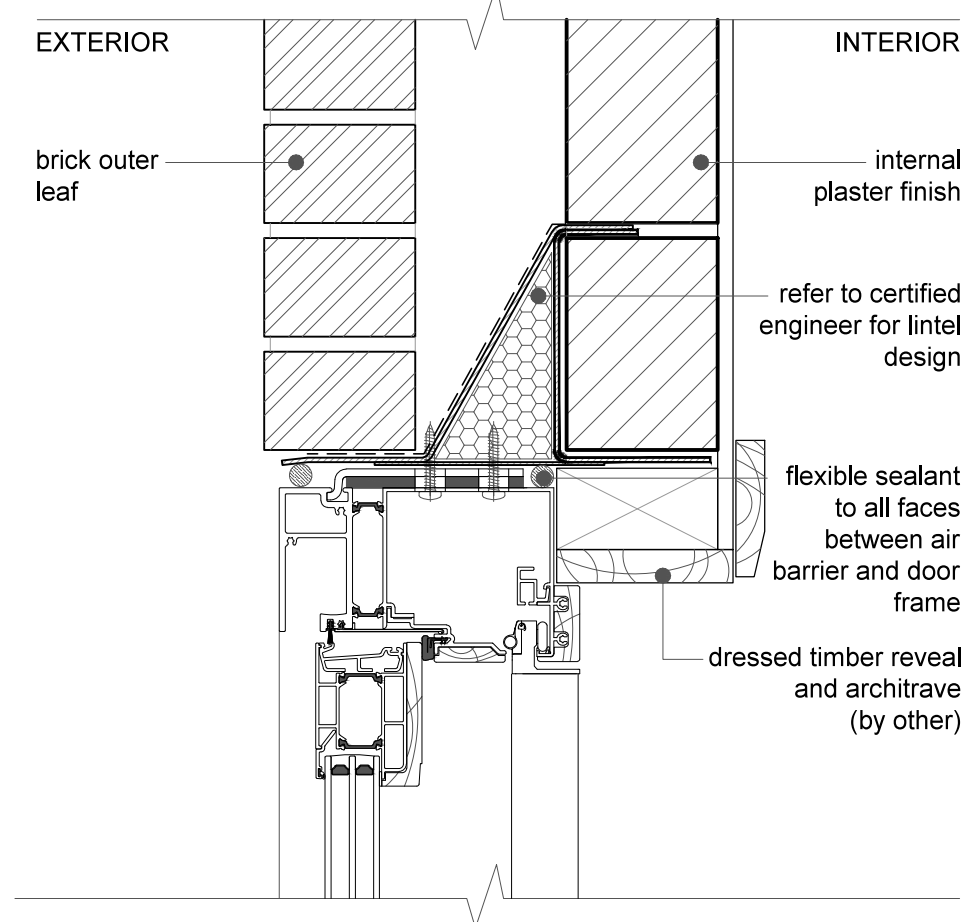 EXTERIOR
INTERIOR
brick outer
leaf
internal
plaster finish
refer to certified
engineer for lintel
design
flexible sealant
to all faces
between air
barrier and door
frame
dressed timber reveal
and architrave
(by other)